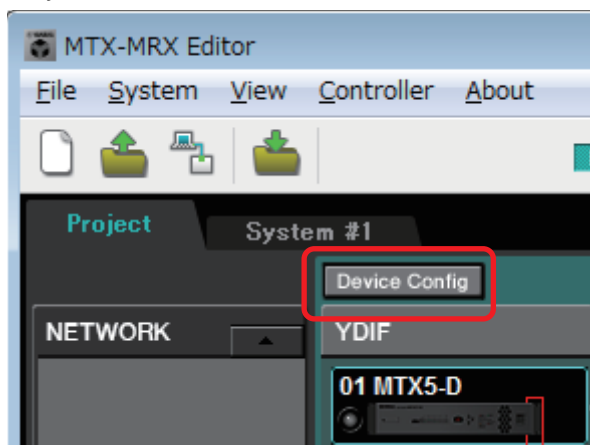 MTX-MRX Editor
File System View Controller About
Project System #1
Device Config
NETWORK YDIF
01 MTX5-D